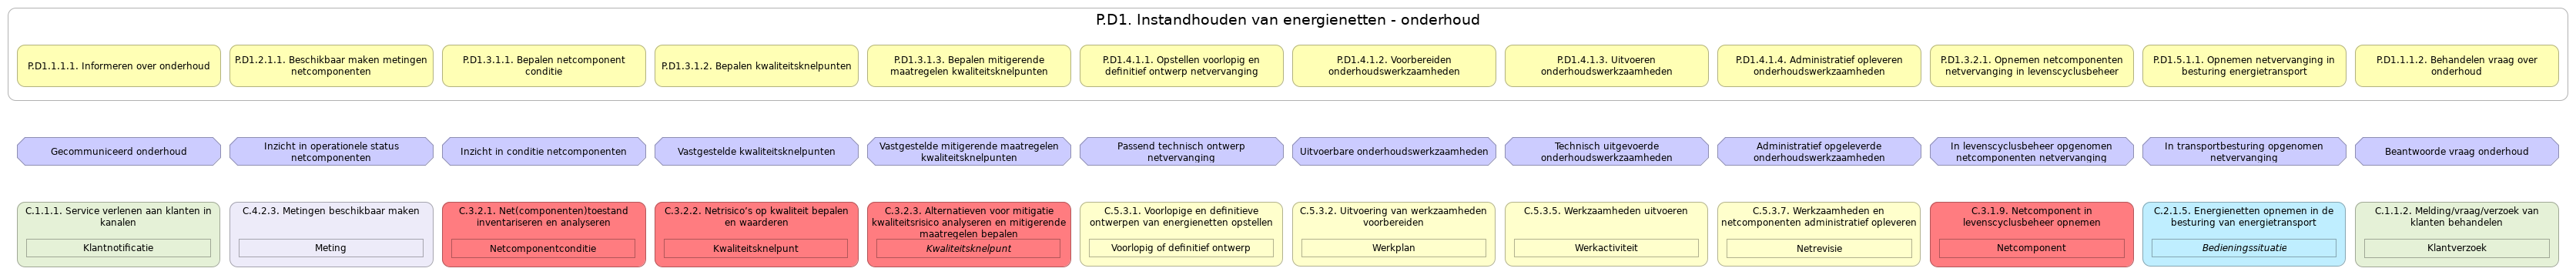 P.D1. Instandhouden van energienetten - onderhoud
P.D1.1.1.1. Informeren over onderhoud
P.D1.2.1.1. Beschikbaar maken metingen
netcomponenten
P.D1.3.1.1. Bepalen netcomponent
conditie
P.D1.3.1.2. Bepalen kwaliteitsknelpunten
P.D1.3.1.3. Bepalen mitigerende
maatregelen kwaliteitsknelpunten
P.D1.4.1.1. Opstellen voorlopig en
definitief ontwerp netvervanging
P.D1.4.1.2. Voorbereiden
onderhoudswerkzaamheden
P.D1.4.1.3. Uitvoeren
onderhoudswerkzaamheden
P.D1.4.1.4. Administratief opleveren
onderhoudswerkzaamheden
P.D1.3.2.1. Opnemen netcomponenten
netvervanging in levenscyclusbeheer
P.D1.5.1.1. Opnemen netvervanging in
besturing energietransport
P.D1.1.1.2. Behandelen vraag over
onderhoud
Gecommuniceerd onderhoud
Inzicht in operationele status
netcomponenten
Inzicht in conditie netcomponenten
Vastgestelde kwaliteitsknelpunten
Vastgestelde mitigerende maatregelen
kwaliteitsknelpunten
Passend technisch ontwerp
netvervanging
Uitvoerbare onderhoudswerkzaamheden
Technisch uitgevoerde
onderhoudswerkzaamheden
Administratief opgeleverde
onderhoudswerkzaamheden
In levenscyclusbeheer opgenomen
netcomponenten netvervanging
In transportbesturing opgenomen
netvervanging
Beantwoorde vraag onderhoud
C.1.1.1. Service verlenen aan klanten in
kanalen
Klantnotificatie
C.4.2.3. Metingen beschikbaar maken
Meting
C.3.2.1. Net(componenten)toestand
inventariseren en analyseren
Netcomponentconditie
C.3.2.2. Netrisico's op kwaliteit bepalen
en waarderen
Kwaliteitsknelpunt
C.3.2.3. Alternatieven voor mitigatie
kwaliteitsrisico analyseren en mitigerende
maatregelen bepalen
Kwaliteitsknelpunt
C.5.3.1. Voorlopige en definitieve
ontwerpen van energienetten opstellen
Voorlopig of definitief ontwerp
C.5.3.2. Uitvoering van werkzaamheden
voorbereiden
Werkplan
C.5.3.5. Werkzaamheden uitvoeren
Werkactiviteit
C.5.3.7. Werkzaamheden en
netcomponenten administratief opleveren
Netrevisie
C.3.1.9. Netcomponent in
levenscyclusbeheer opnemen
Netcomponent
C.2.1.5. Energienetten opnemen in de
besturing van energietransport
Bedieningssituatie
C.1.1.2. Melding/vraag/verzoek van
klanten behandelen
Klantverzoek